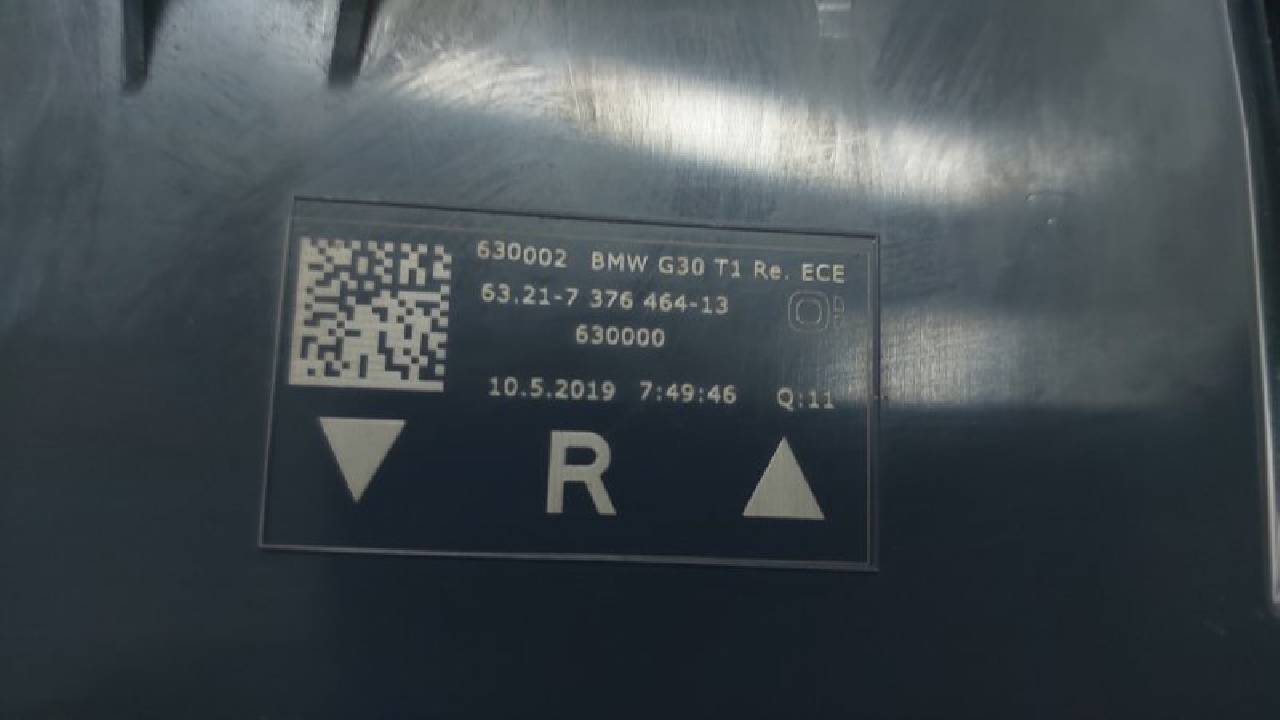 630002 BMW G30 T1 Re. ECE
63.21-7 376 464-13
630000
10.5.2019 7:49:46 Q:11
R